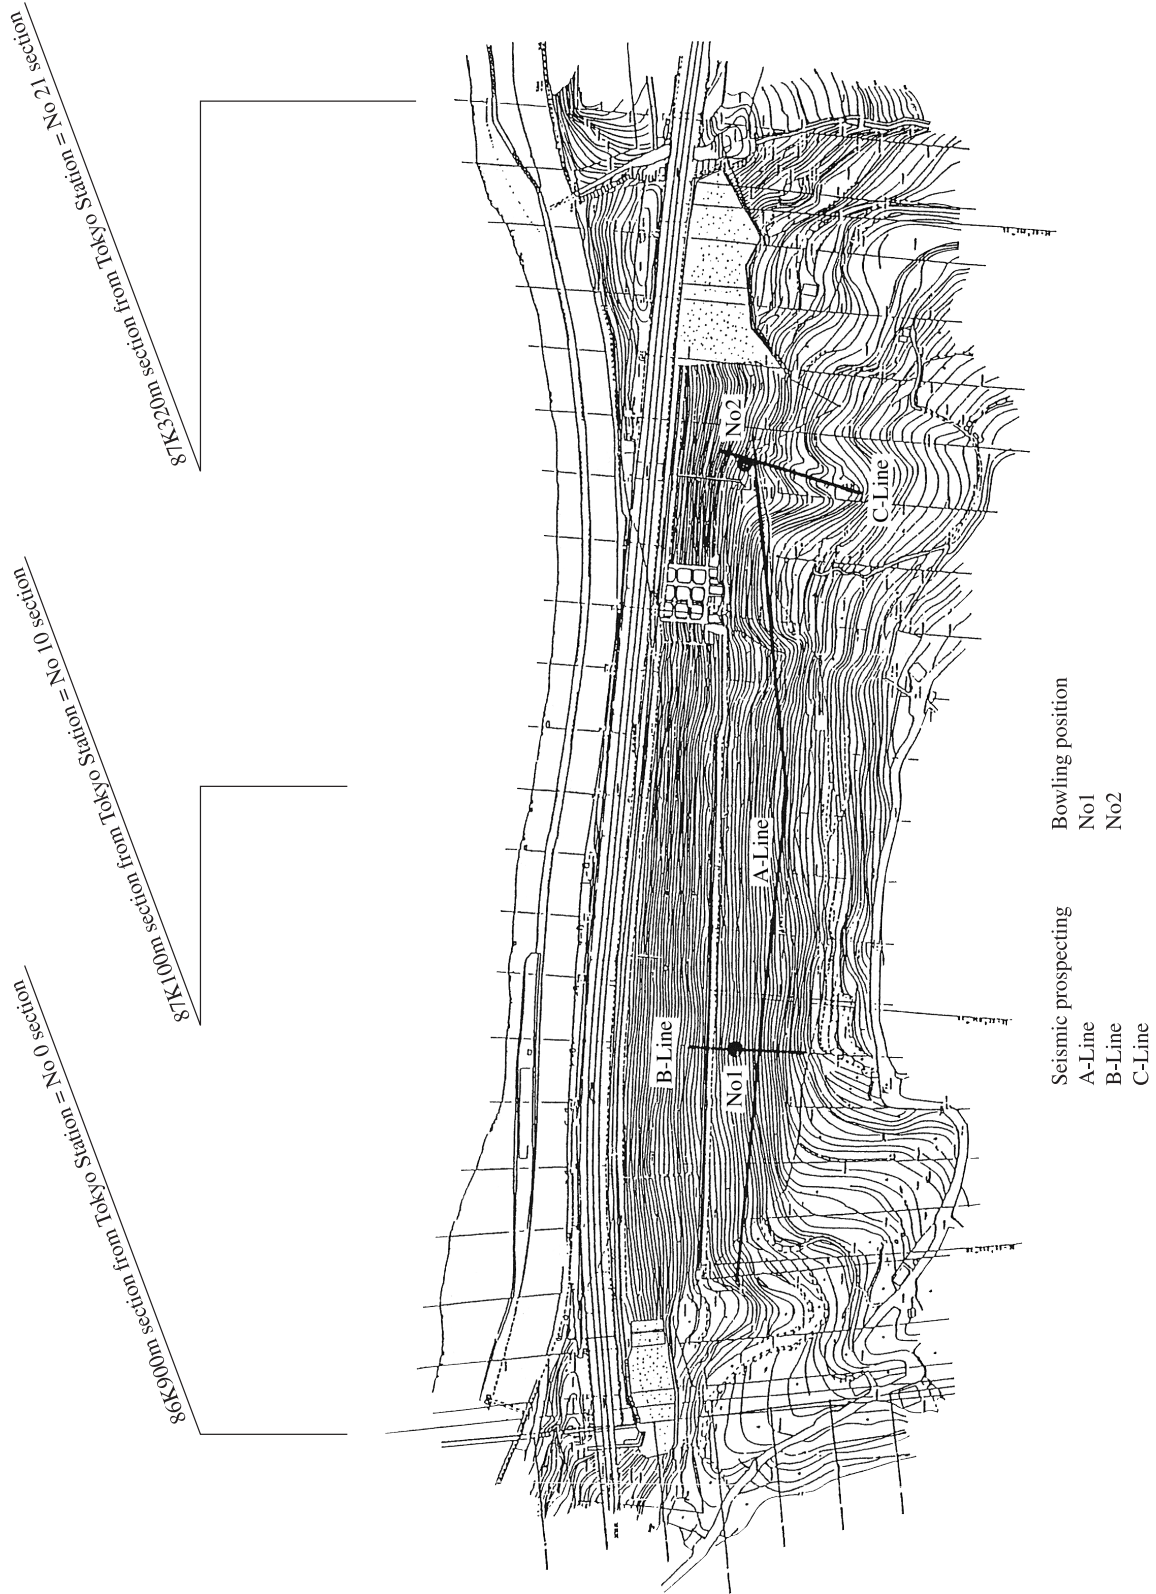 86K900m section from Tokyo Station = No 0 section
87K100m section from Tokyo Station = No 10 section
87K320m section from Tokyo Station = No 21 section
B-Line
No1
A-Line
No2
C-Line
Seismic prospecting
A-Line
B-Line
C-Line
Bowling position
No1
No2